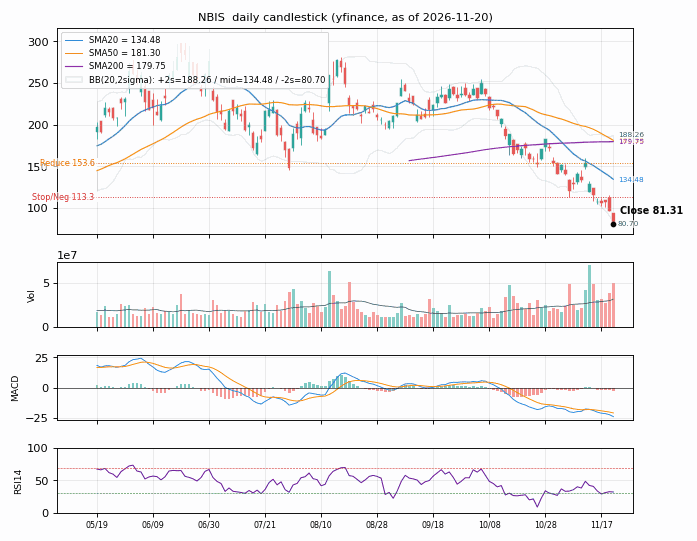 NBIS  daily candlestick (yfinance, as of 2026-11-20)
SMA20 = 134.48
SMA50 = 181.30
SMA200 = 179.75
BB(20,2sigma): +2s=188.26 / mid=134.48 / -2s=80.70
300
250
200
150
100
Reduce 153.6
Stop/Neg 113.3
188.26
179.75
134.48
Close 81.31
80.70
1e7
Vol
5
0
MACD
25
0
−25
RSI14
100
50
0
05/19
06/09
06/30
07/21
08/10
08/28
09/18
10/08
10/28
11/17